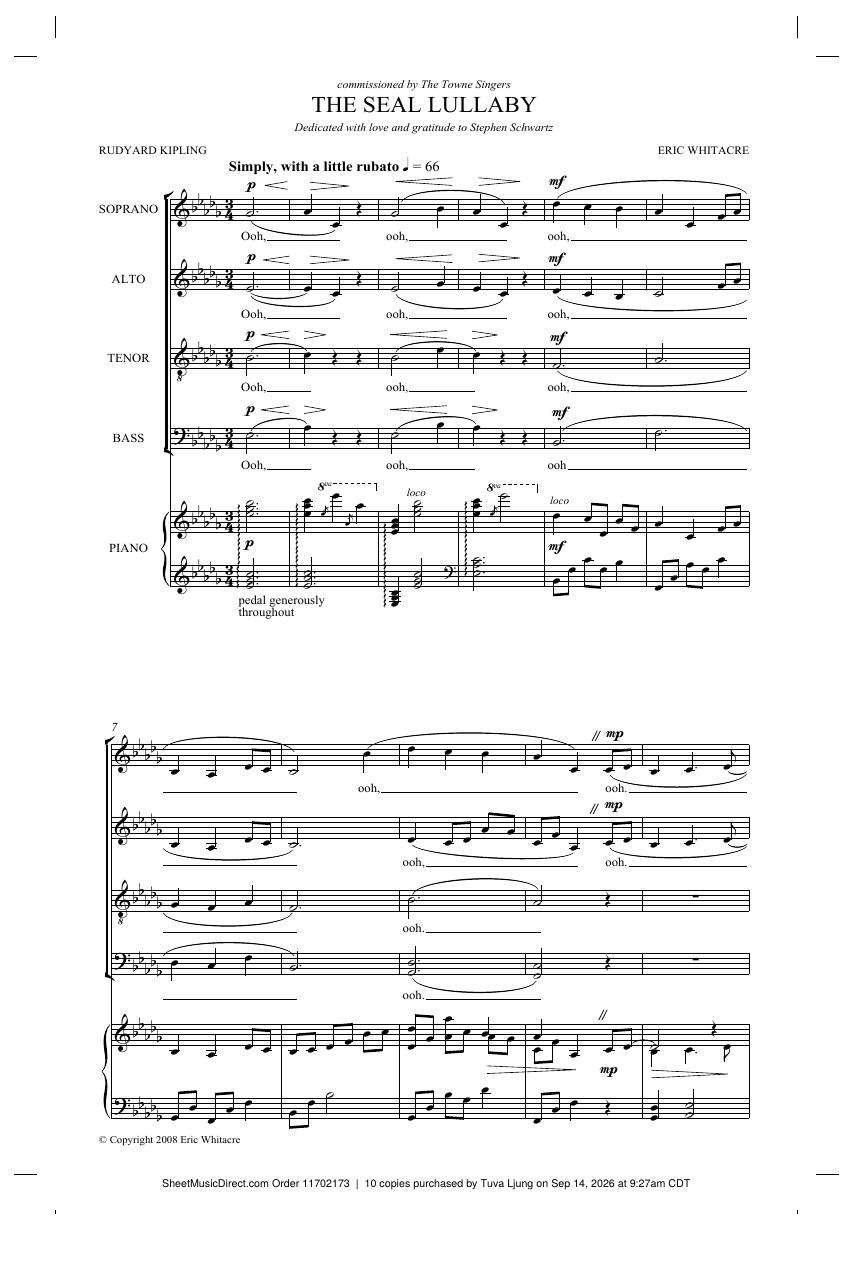 commissioned by The Towne Singers
THE SEAL LULLABY
Dedicated with love and gratitude to Stephen Schwartz
RUDYARD KIPLING
ERIC WHITACRE
Simply, with a little rubato ♩ = 66
p
mf
SOPRANO
Ooh, ooh, ooh,
p
mf
ALTO
Ooh, ooh, ooh,
p
mf
TENOR
8
Ooh, ooh, ooh,
p
mf
BASS
Ooh, ooh, ooh
8va loco 8va loco
PIANO
p
mf
pedal generously
throughout
7
// mp
ooh, ooh.
// mp
ooh, ooh.
8
ooh.
ooh.
//
mp
© Copyright 2008 Eric Whitacre
SheetMusicDirect.com Order 11702173 | 10 copies purchased by Tuva Ljung on Sep 14, 2026 at 9:27am CDT